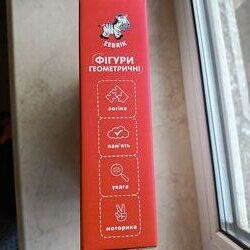 ZEBRIK
ФІГУРИ
ГЕОМЕТРИЧНІ
логіка
пам'ять
увага
моторика